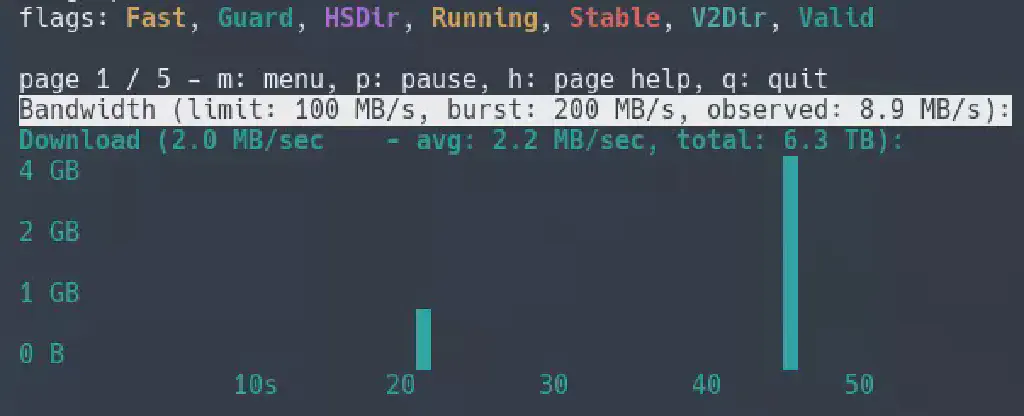 flags: Fast, Guard, HSDir, Running, Stable, V2Dir, Valid
page 1 / 5 - m: menu, p: pause, h: page help, q: quit
Bandwidth (limit: 100 MB/s, burst: 200 MB/s, observed: 8.9 MB/s):
Download (2.0 MB/sec    - avg: 2.2 MB/sec, total: 6.3 TB):
4 GB
2 GB
1 GB
0 B
10s 20 30 40 50